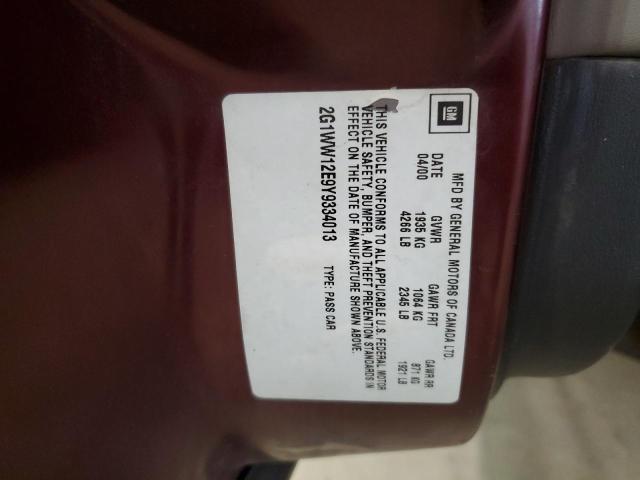 GM
MFD BY GENERAL MOTORS OF CANADA LTD.
DATE GVWR GAWR FRT GAWR RR
04/00 1935 KG 1064 KG 871 KG
4266 LB 2345 LB 1921 LB
THIS VEHICLE CONFORMS TO ALL APPLICABLE U.S. FEDERAL MOTOR
VEHICLE SAFETY, BUMPER, AND THEFT PREVENTION STANDARDS IN
EFFECT ON THE DATE OF MANUFACTURE SHOWN ABOVE.
2G1WW12E9Y9334013 TYPE: PASS CAR